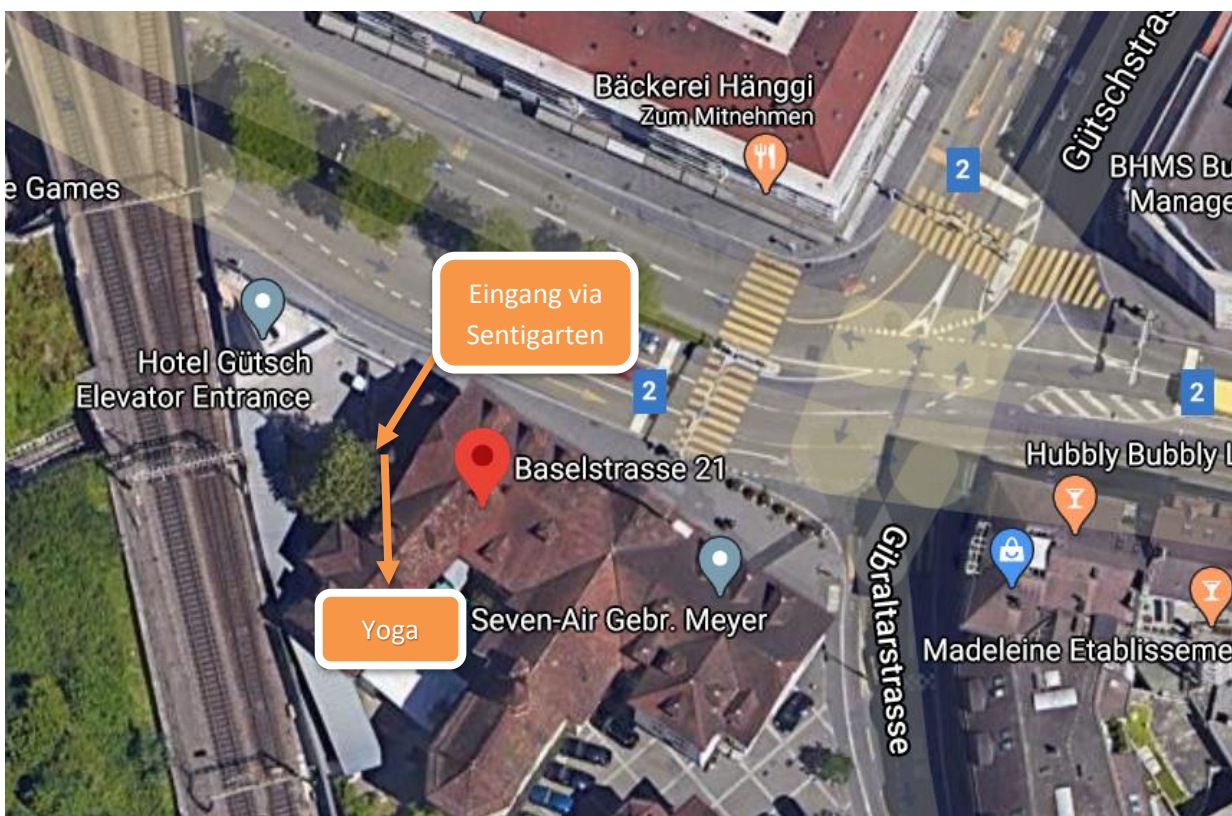 Gütschstra
Bäckerei Hänggi
Zum Mitnehmen
2
BHMS Bu
Manage
e Games
Eingang via
Sentigarten
Hotel Gütsch
Elevator Entrance
2
2
Baselstrasse 21
Hubbly Bubbly L
Gibraltarstrasse
Yoga
Seven-Air Gebr. Meyer
Madeleine Etablisseme